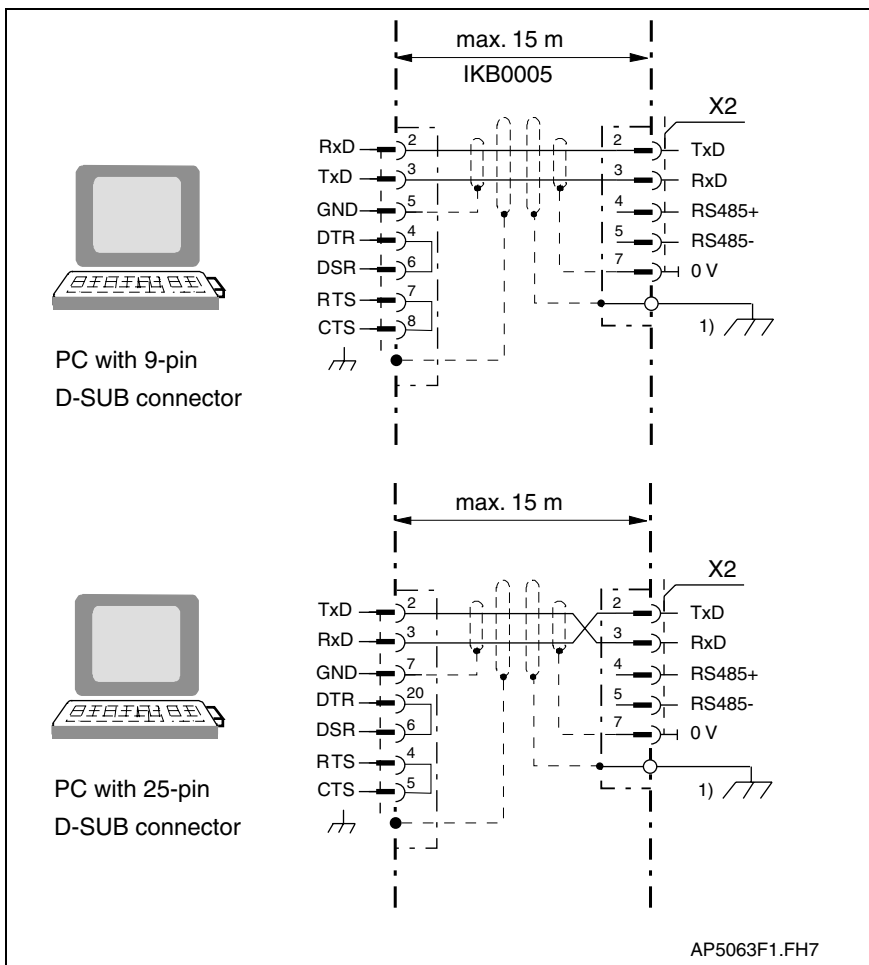 max. 15 m
IKB0005
X2
RxD 2 2 TxD
TxD 3 3 RxD
GND 5 4 RS485+
DTR 4 5 RS485-
DSR 6 7 0 V
RTS 7
CTS 8 1)
PC with 9-pin
D-SUB connector
max. 15 m
X2
TxD 2 2 TxD
RxD 3 3 RxD
GND 7 4 RS485+
DTR 20 5 RS485-
DSR 6 7 0 V
RTS 4
CTS 5 1)
PC with 25-pin
D-SUB connector
AP5063F1.FH7